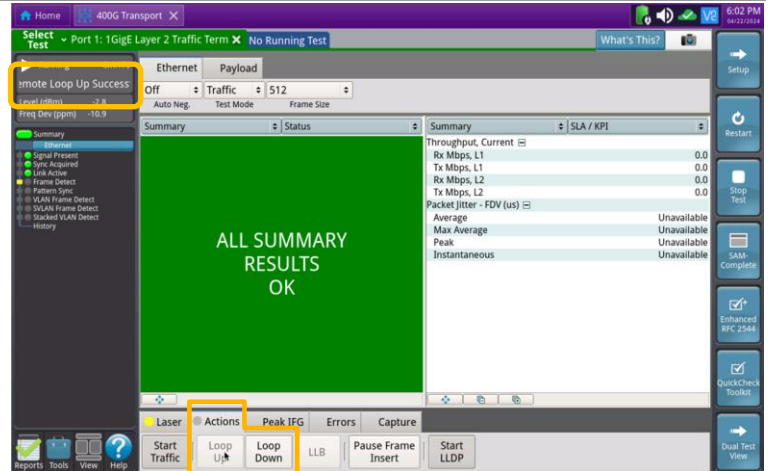 Home
400G Transport X
V2
6:02 PM
04/22/2024
Select Test
Port 1: 1GigE Layer 2 Traffic Term X
No Running Test
What's This?
emote Loop Up Success
Level (dBm) -2.8
Freq Dev (ppm) -10.9
Summary
Ethernet
Signal Present
Sync Acquired
Link Active
Frame Detect
Pattern Sync
VLAN Frame Detect
SVLAN Frame Detect
Stacked VLAN Detect
History
Ethernet Payload
Off Traffic 512
Auto Neg. Test Mode Frame Size
Summary Status
ALL SUMMARY
RESULTS
OK
Summary SLA / KPI
Throughput, Current
Rx Mbps, L1 0.0
Tx Mbps, L1 0.0
Rx Mbps, L2 0.0
Tx Mbps, L2 0.0
Packet Jitter - FDV (us)
Average Unavailable
Max Average Unavailable
Peak Unavailable
Instantaneous Unavailable
Laser Actions Peak IFG Errors Capture
Start Traffic
Loop Up
Loop Down
LLB
Pause Frame Insert
Start LLDP
Reports Tools View Help
Setup
Restart
Stop Test
SAM-Complete
Enhanced RFC 2544
QuickCheck Toolkit
Dual Test View